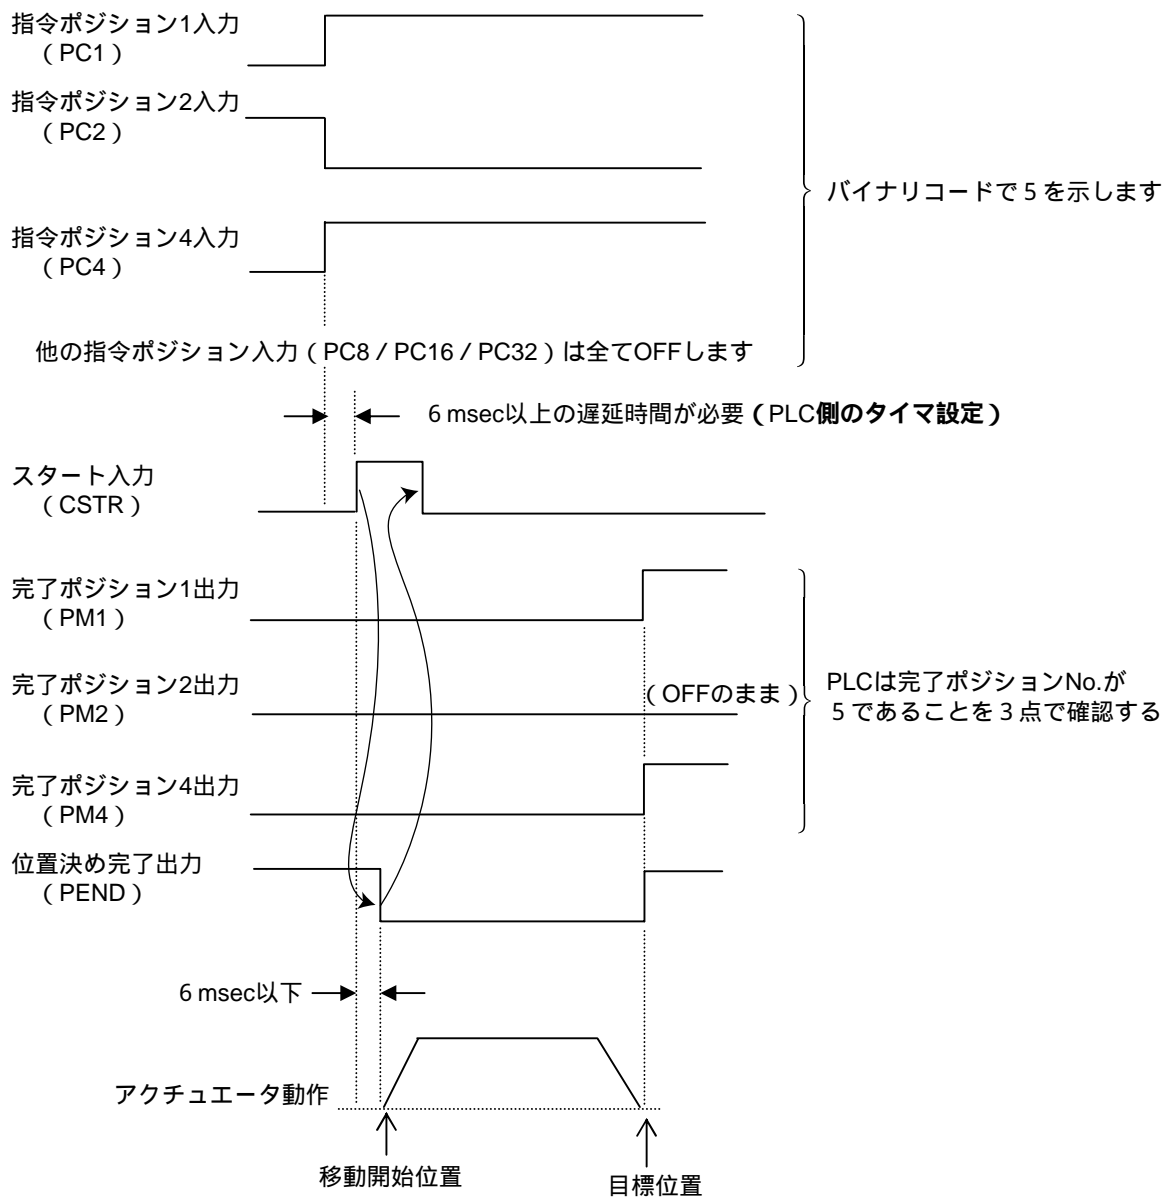 指令ポジション1入力
( PC1 )
指令ポジション2入力
( PC2 )
バイナリコードで 5 を示します
指令ポジション4入力
( PC4 )
他の指令ポジション入力 ( PC8 / PC16 / PC32 ) は全てOFFします
6 msec以上の遅延時間が必要 ( PLC側のタイマ設定 )
スタート入力
( CSTR )
完了ポジション1出力
( PM1 )
完了ポジション2出力
( PM2 )
( OFFのまま )
PLCは完了ポジションNo.が
5 であることを 3 点で確認する
完了ポジション4出力
( PM4 )
位置決め完了出力
( PEND )
6 msec以下
アクチュエータ動作
移動開始位置
目標位置